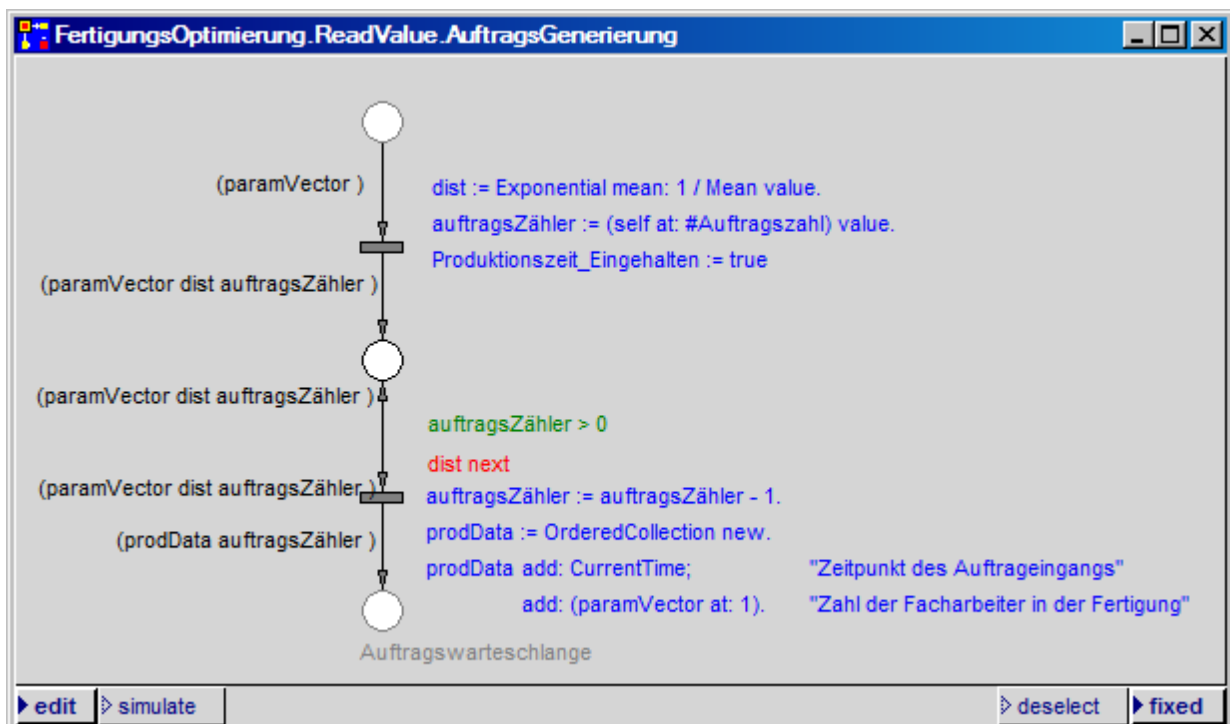 FertigungsOptimierung.ReadValue.AuftragsGenerierung
(paramVector )
dist := Exponential mean: 1 / Mean value.
auftragsZähler := (self at: #Auftragszahl) value.
Produktionszeit_Eingehalten := true
(paramVector dist auftragsZähler )
(paramVector dist auftragsZähler )
auftragsZähler > 0
dist next
(paramVector dist auftragsZähler )
auftragsZähler := auftragsZähler - 1.
(prodData auftragsZähler )
prodData := OrderedCollection new.
prodData add: CurrentTime; "Zeitpunkt des Auftrageingangs"
add: (paramVector at: 1). "Zahl der Facharbeiter in der Fertigung"
Auftragswarteschlange
edit simulate deselect fixed